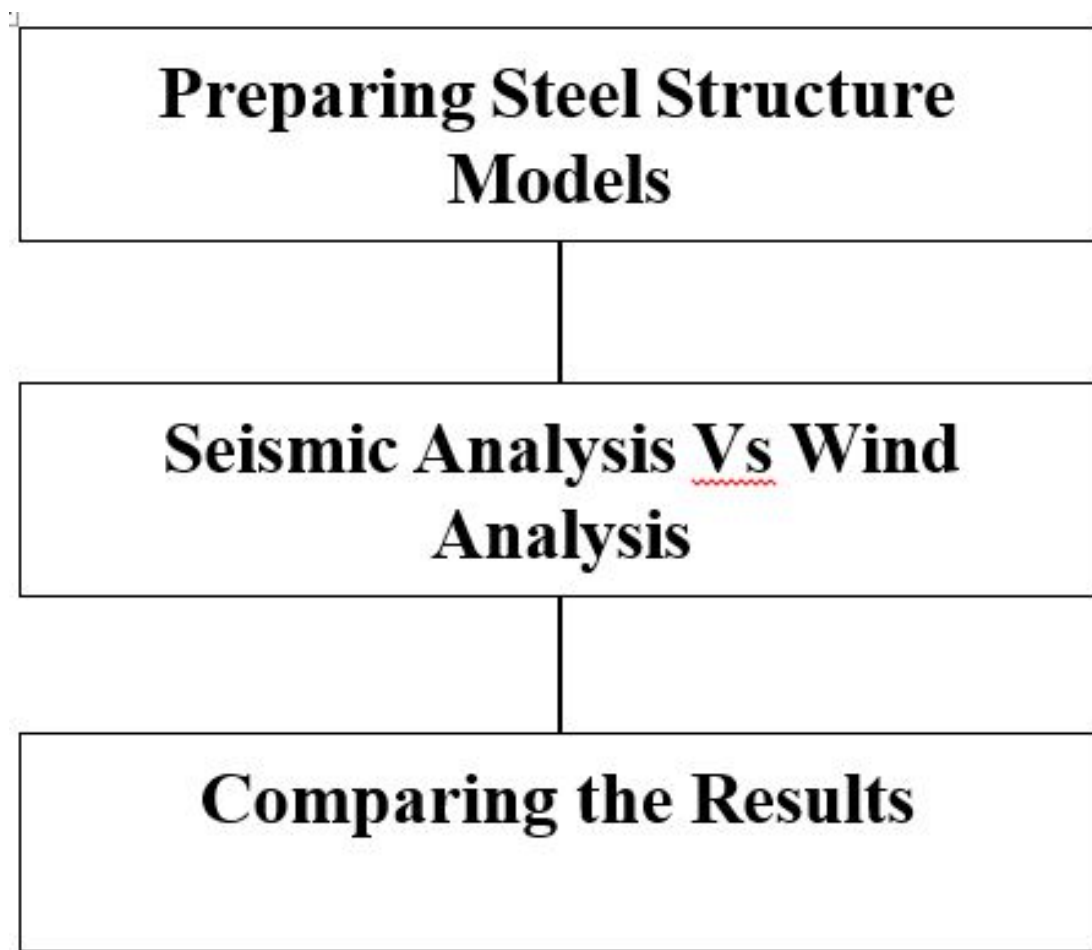 Preparing Steel Structure
Models
Seismic Analysis Vs Wind
Analysis
Comparing the Results